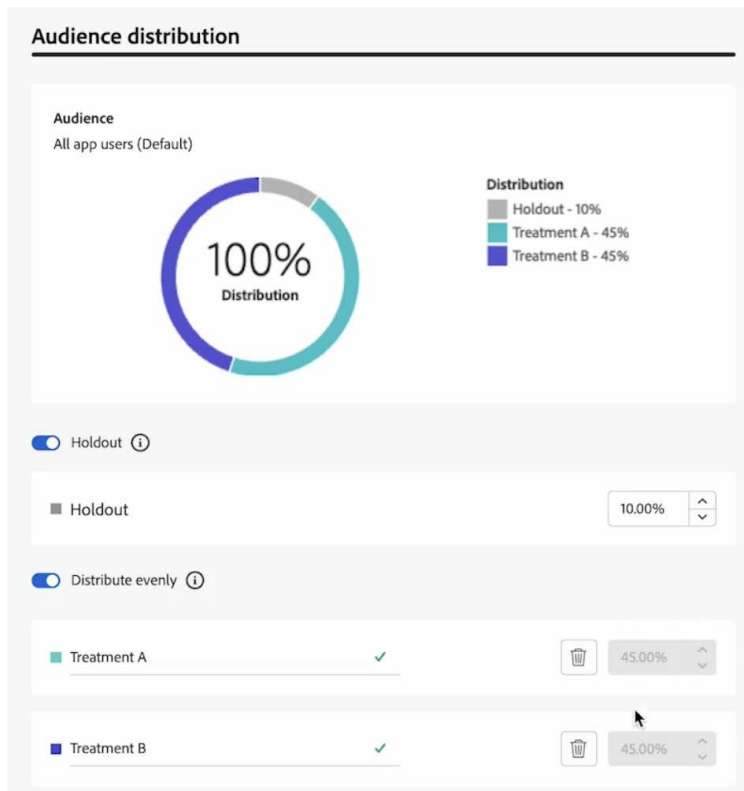 Audience distribution
Audience
All app users (Default)
Distribution
Holdout - 10%
Treatment A - 45%
Treatment B - 45%
100%
Distribution
Holdout
Holdout
10.00%
Distribute evenly
Treatment A
45.00%
Treatment B
45.00%